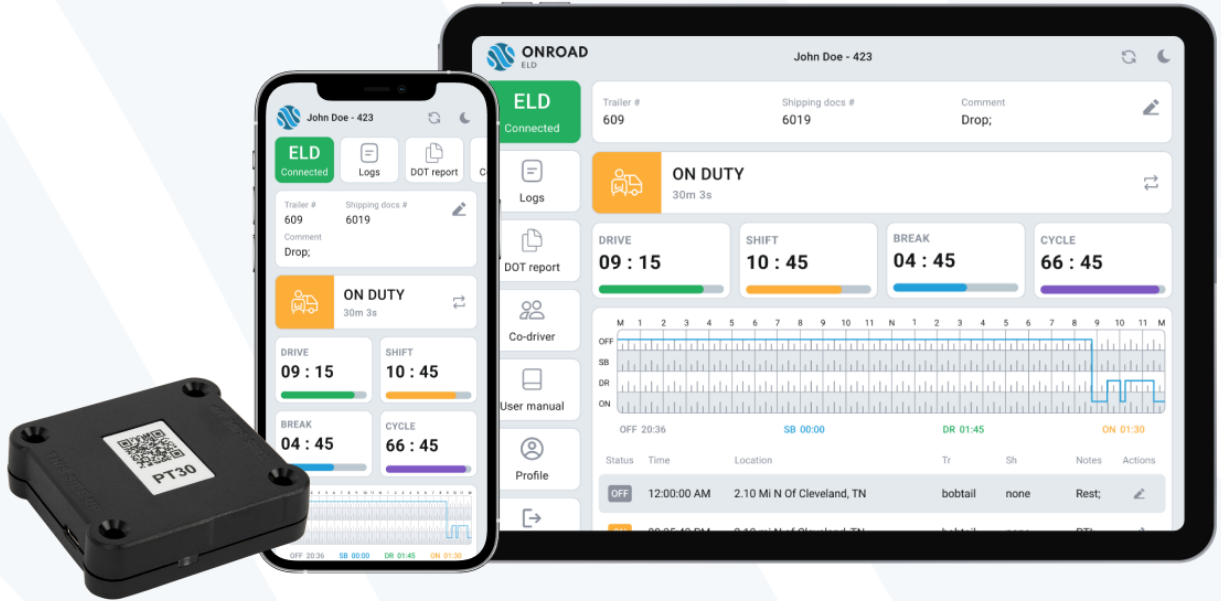 ONROAD
ELD
John Doe - 423
ELD
Connected
Logs
DOT report
Co-driver
User manual
Profile
Trailer #
609
Shipping docs #
6019
Comment
Drop;
ON DUTY
30m 3s
DRIVE
09 : 15
SHIFT
10 : 45
BREAK
04 : 45
CYCLE
66 : 45
M 1 2 3 4 5 6 7 8 9 10 11 N 1 2 3 4 5 6 7 8 9 10 11 M
OFF
SB
DR
ON
OFF 20:36 SB 00:00 DR 01:45 ON 01:30
Status Time Location Tr Sh Notes Actions
OFF 12:00:00 AM 2.10 Mi N Of Cleveland, TN bobtail none Rest;
John Doe - 423
ELD
Connected
Logs
DOT report
Trailer #
609
Shipping docs #
6019
Comment
Drop;
ON DUTY
30m 3s
DRIVE
09 : 15
SHIFT
10 : 45
BREAK
04 : 45
CYCLE
66 : 45
OFF 20:36 SB 00:00 DR 01:45 ON 01:30
PT30